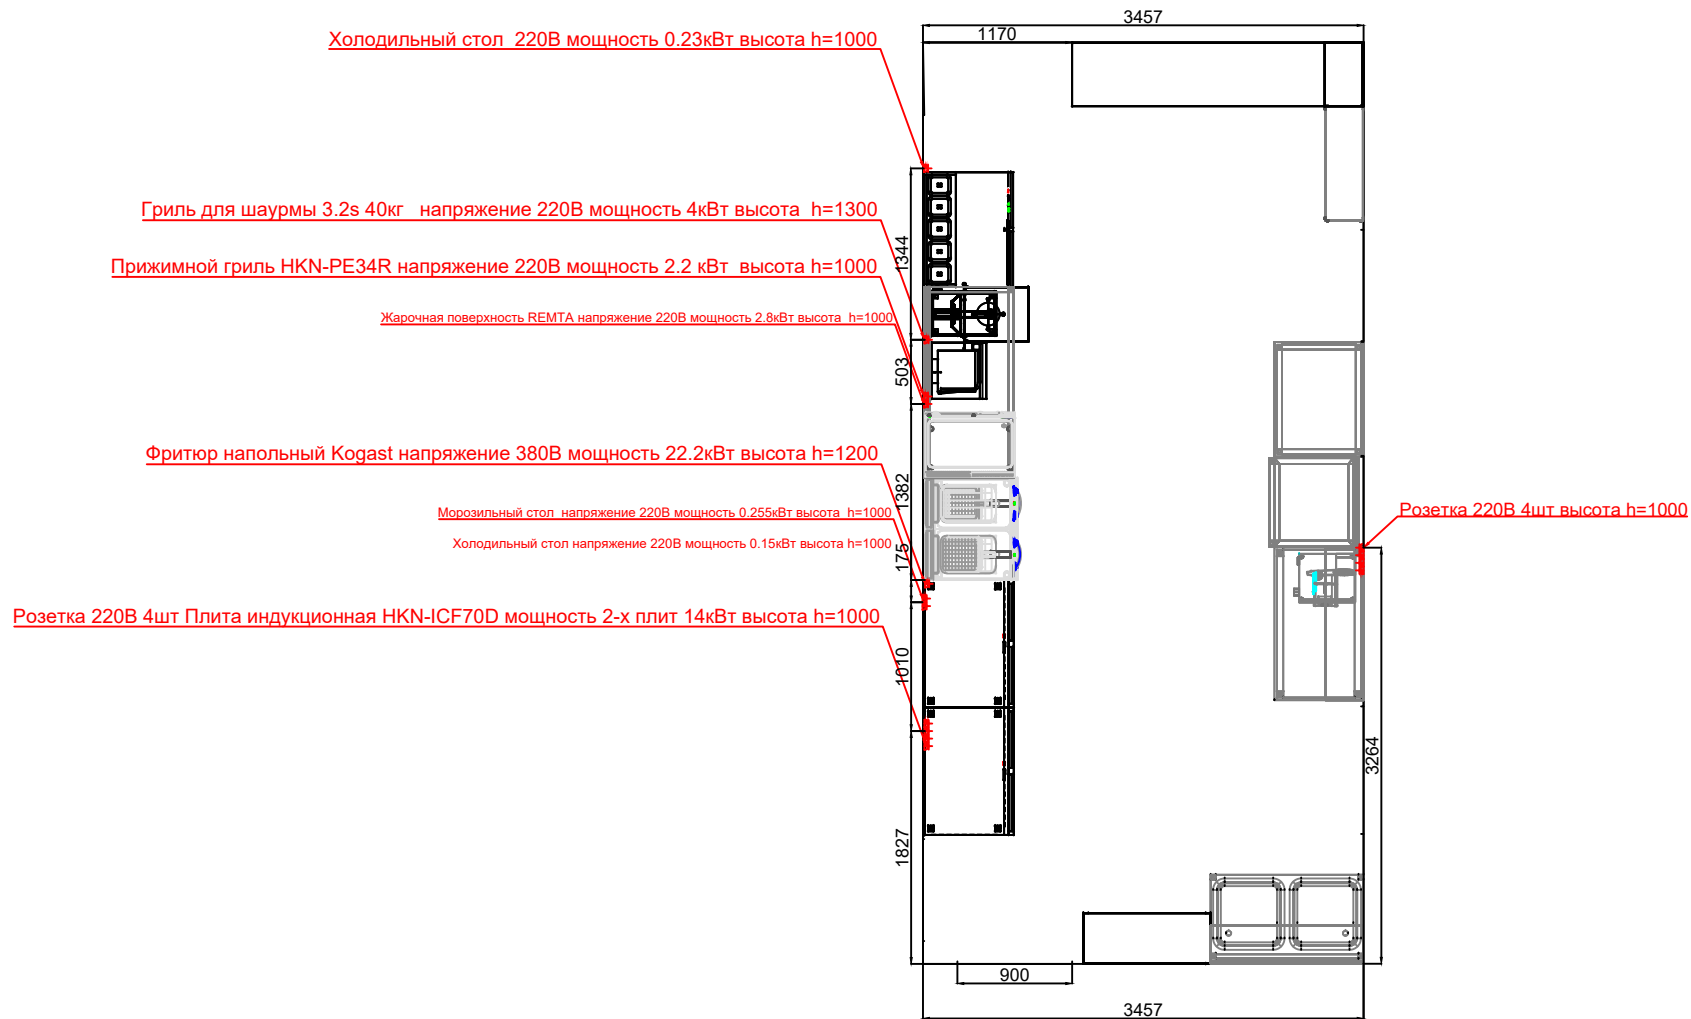 3457
1170
Холодильный стол 220В мощность 0.23кВт высота h=1000
Гриль для шаурмы 3.2s 40кг напряжение 220В мощность 4кВт высота h=1300
1344
Прижимной гриль HKN-PE34R напряжение 220В мощность 2.2 кВт высота h=1000
Жарочная поверхность REMTA напряжение 220В мощность 2.8кВт высота h=1000
503
Фритюр напольный Kogast напряжение 380В мощность 22.2кВт высота h=1200
1382
Морозильный стол напряжение 220В мощность 0.255кВт высота h=1000
Розетка 220В 4шт высота h=1000
Холодильный стол напряжение 220В мощность 0.15кВт высота h=1000
175
Розетка 220В 4шт Плита индукционная HKN-ICF70D мощность 2-х плит 14кВт высота h=1000
1010
3264
1827
900
3457